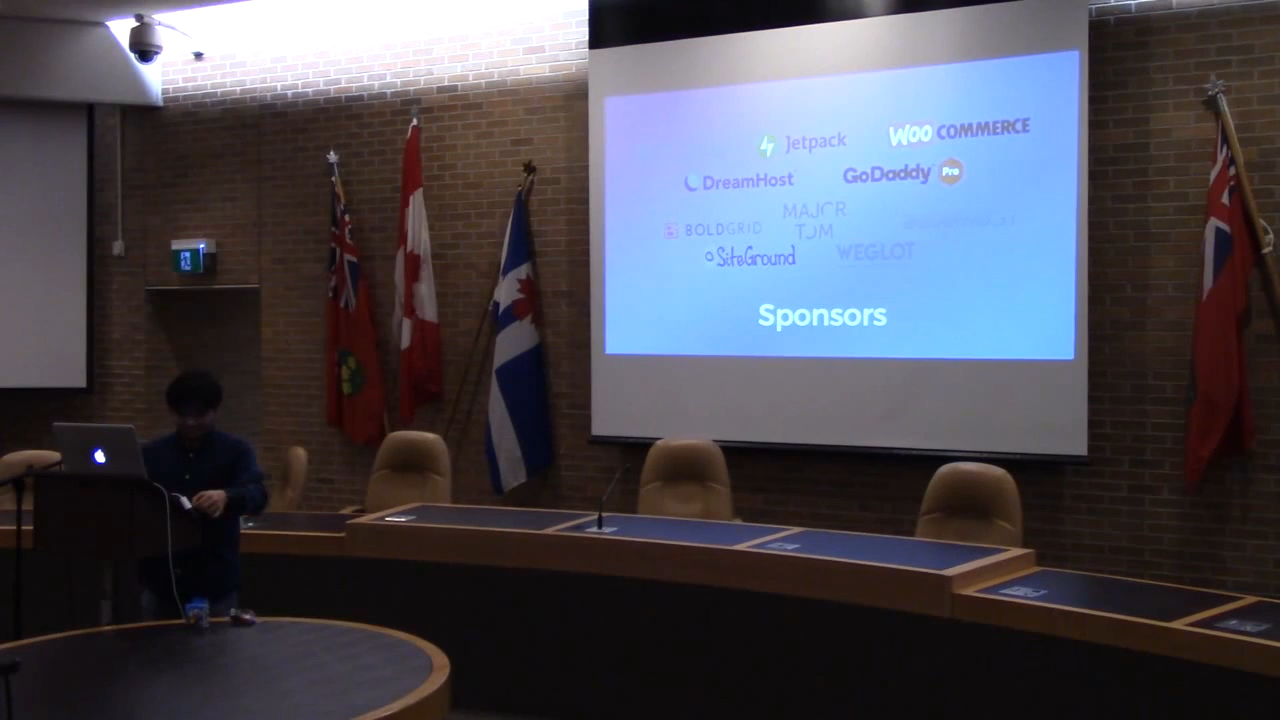 Jetpack WOO COMMERCE
DreamHost GoDaddy Pro
BOLDGRID MAJOR TOM
SiteGround WEGLOT
Sponsors